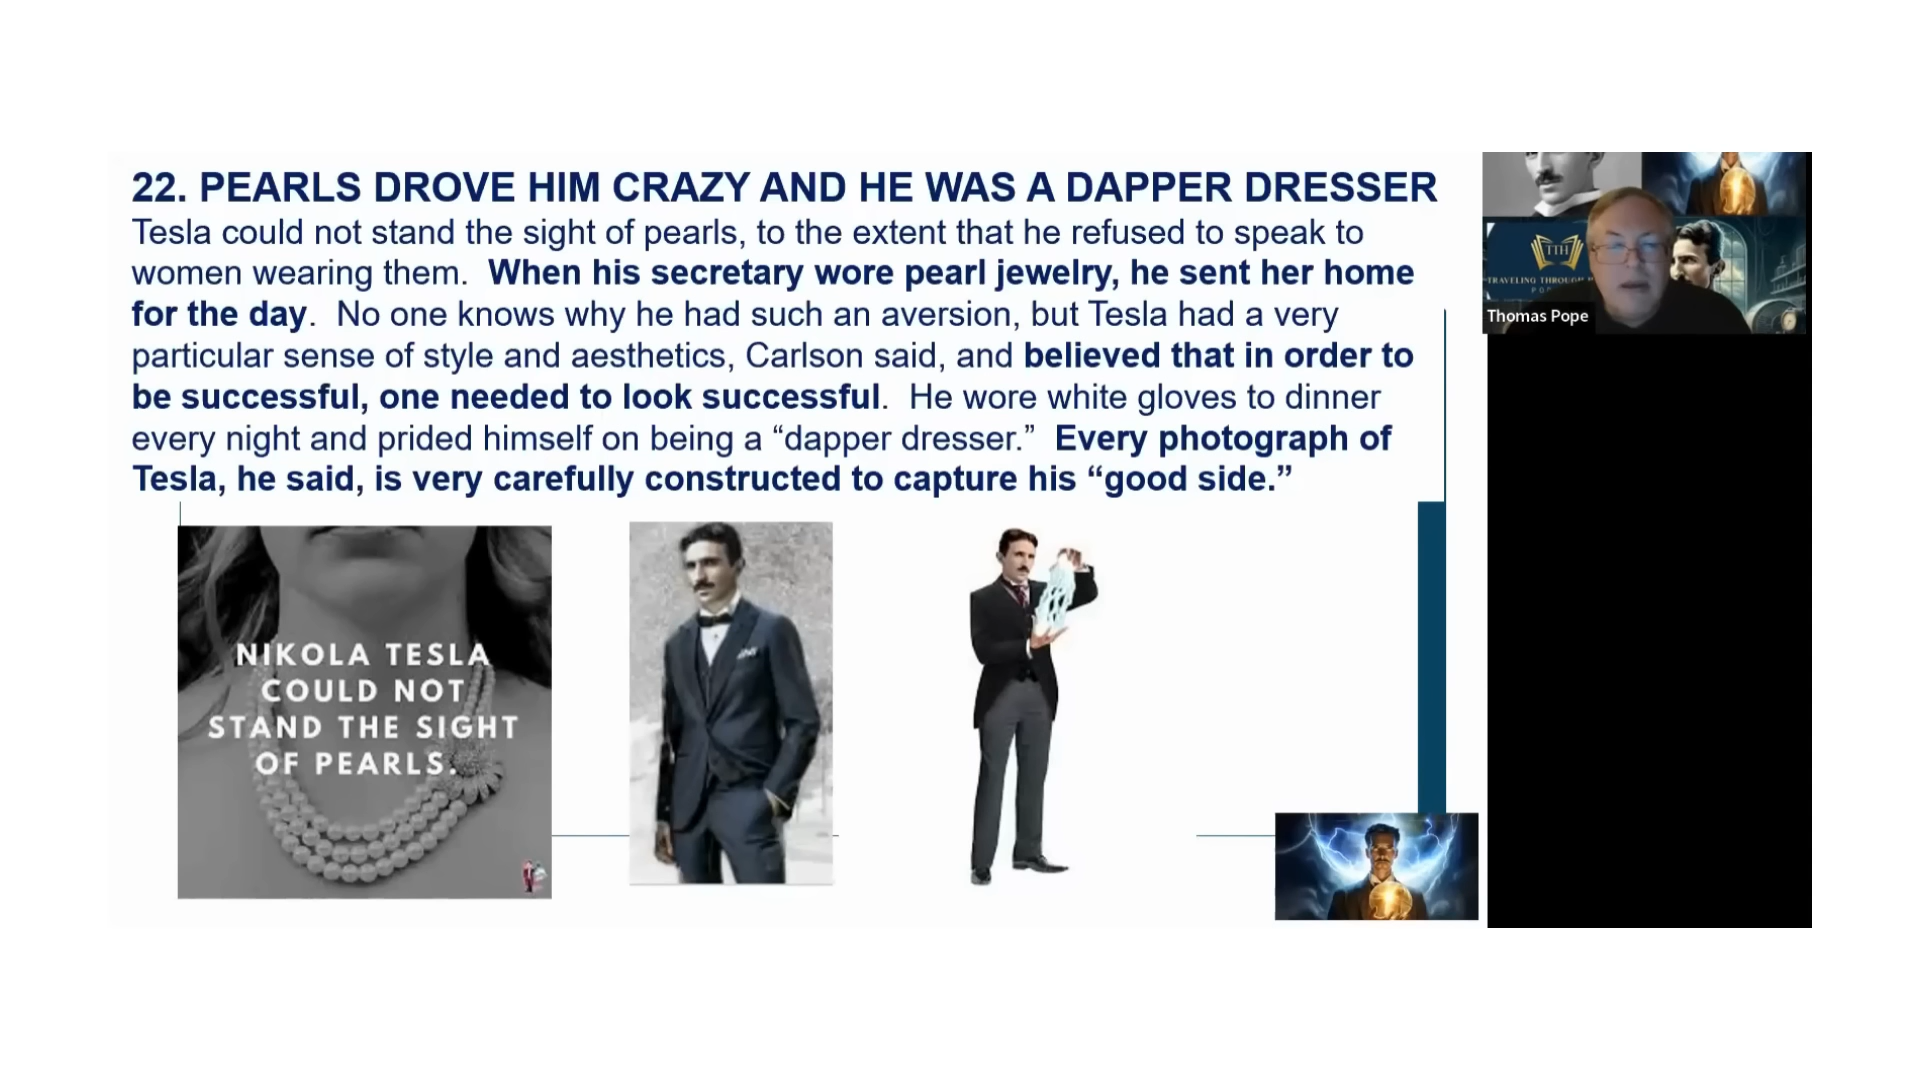 22. PEARLS DROVE HIM CRAZY AND HE WAS A DAPPER DRESSER
Tesla could not stand the sight of pearls, to the extent that he refused to speak to
women wearing them.  When his secretary wore pearl jewelry, he sent her home
for the day.  No one knows why he had such an aversion, but Tesla had a very
particular sense of style and aesthetics, Carlson said, and believed that in order to
be successful, one needed to look successful.  He wore white gloves to dinner
every night and prided himself on being a “dapper dresser.”  Every photograph of
Tesla, he said, is very carefully constructed to capture his “good side.”
NIKOLA TESLA
COULD NOT
STAND THE SIGHT
OF PEARLS.
TTH
TRAVELING THROUGH
Thomas Pope